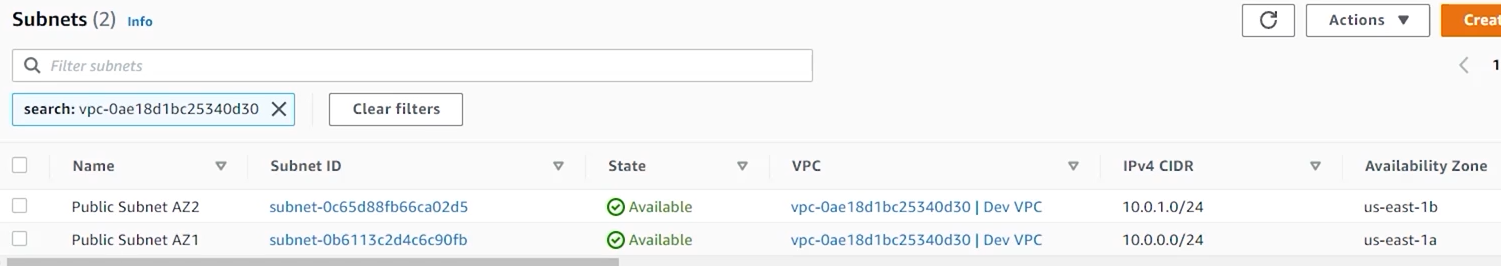 Subnets (2) Info
Actions ▼ Creat
Filter subnets
1
search: vpc-0ae18d1bc25340d30 Clear filters
Name Subnet ID State VPC IPv4 CIDR Availability Zone
Public Subnet AZ2 subnet-0c65d88fb66ca02d5 Available vpc-0ae18d1bc25340d30 | Dev VPC 10.0.1.0/24 us-east-1b
Public Subnet AZ1 subnet-0b6113c2d4c6c90fb Available vpc-0ae18d1bc25340d30 | Dev VPC 10.0.0.0/24 us-east-1a